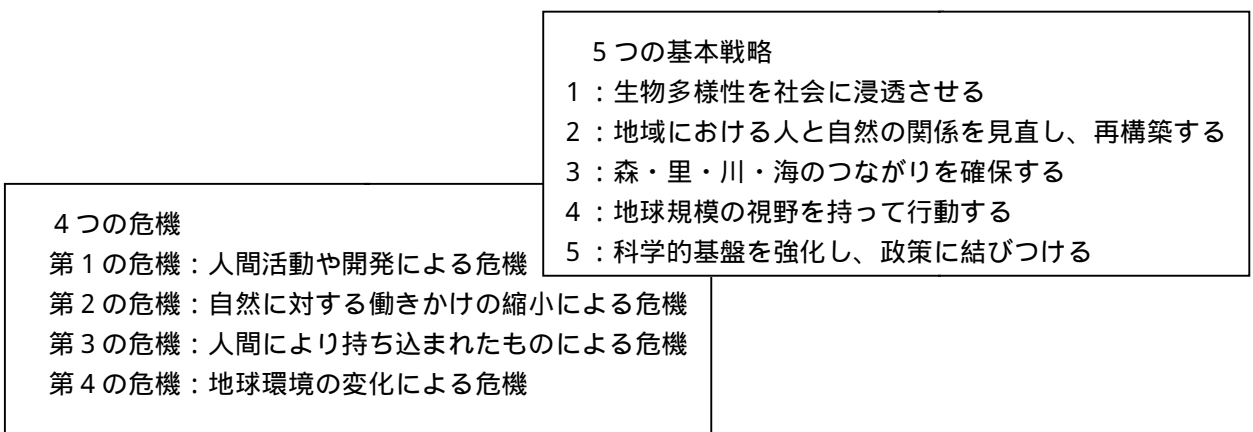 5つの基本戦略
1：生物多様性を社会に浸透させる
2：地域における人と自然の関係を見直し、再構築する
3：森・里・川・海のつながりを確保する
4：地球規模の視野を持って行動する
5：科学的基盤を強化し、政策に結びつける
4つの危機
第1の危機：人間活動や開発による危機
第2の危機：自然に対する働きかけの縮小による危機
第3の危機：人間により持ち込まれたものによる危機
第4の危機：地球環境の変化による危機